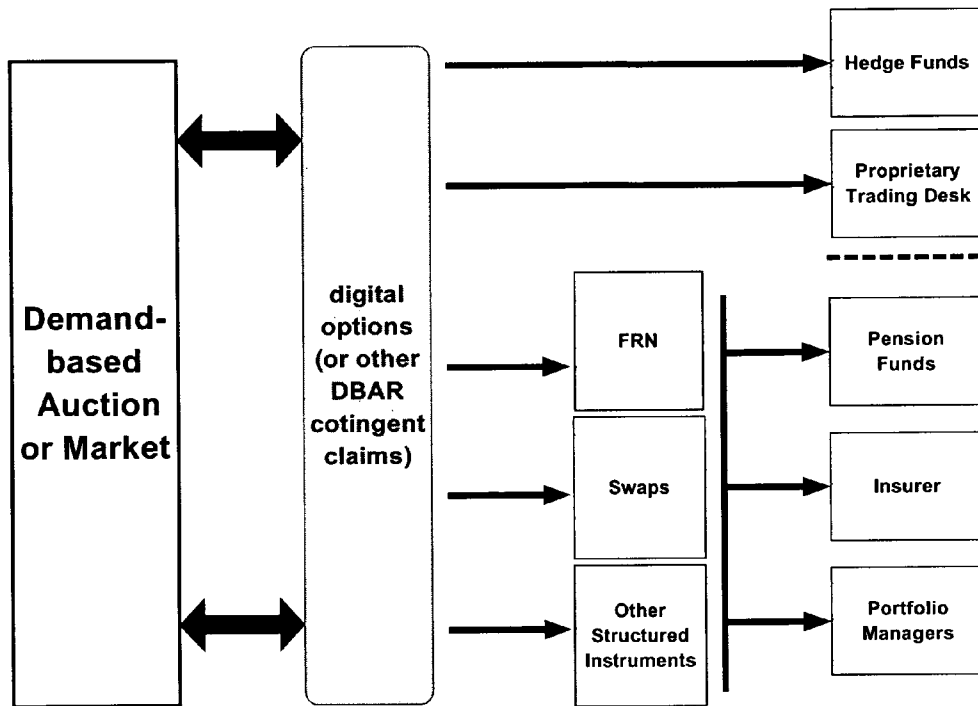 Demand-
based
Auction
or Market
digital
options
(or other
DBAR
cotingent
claims)
FRN
Swaps
Other
Structured
Instruments
Hedge Funds
Proprietary
Trading Desk
Pension
Funds
Insurer
Portfolio
Managers